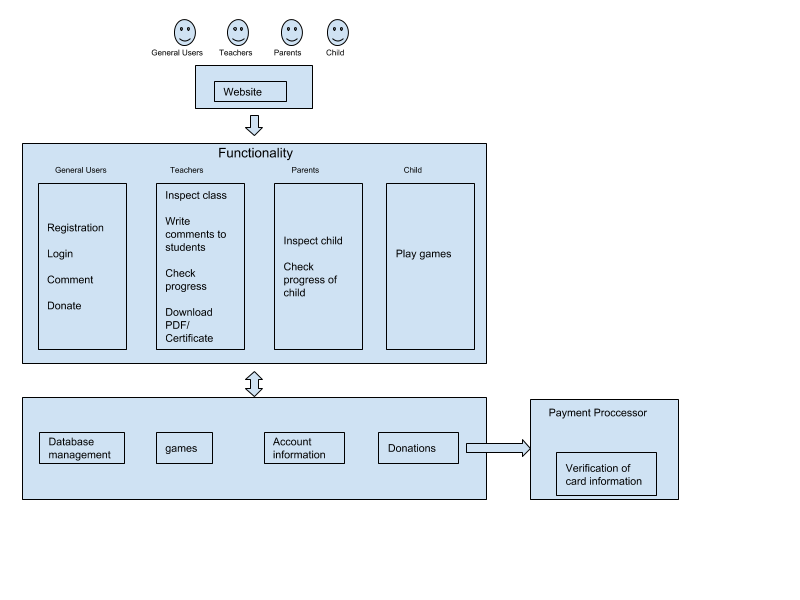 General Users
Teachers
Parents
Child
Website
Functionality
General Users
Teachers
Parents
Child
Registration
Login
Comment
Donate
Inspect class
Write
comments to
students
Check
progress
Download
PDF/
Certificate
Inspect child
Check
progress of
child
Play games
Database
management
games
Account
information
Donations
Payment Proccessor
Verification of
card information